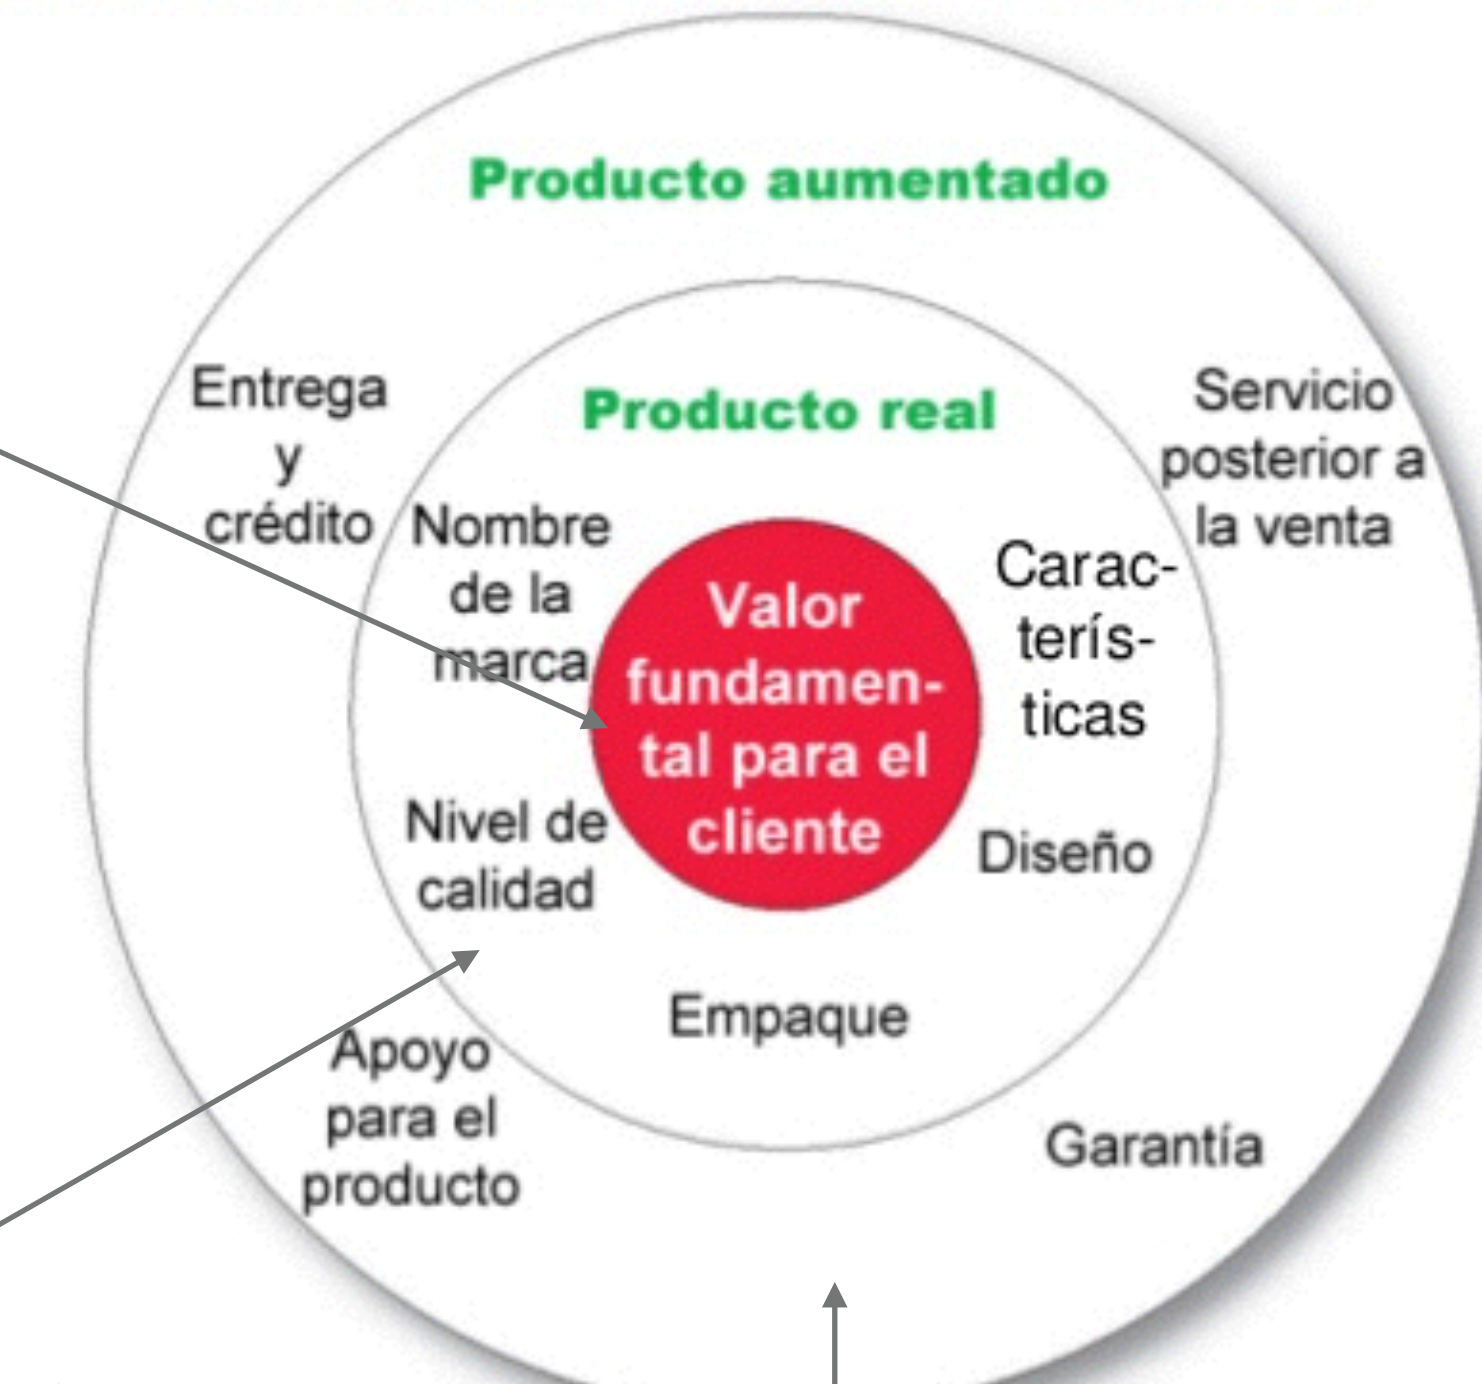 Producto aumentado
Entrega
y
crédito
Servicio
posterior a
la venta
Producto real
Nombre
de la
marca
Carac-
terís-
ticas
Valor
fundamen-
tal para el
cliente
Nivel de
calidad
Diseño
Empaque
Apoyo
para el
producto
Garantía